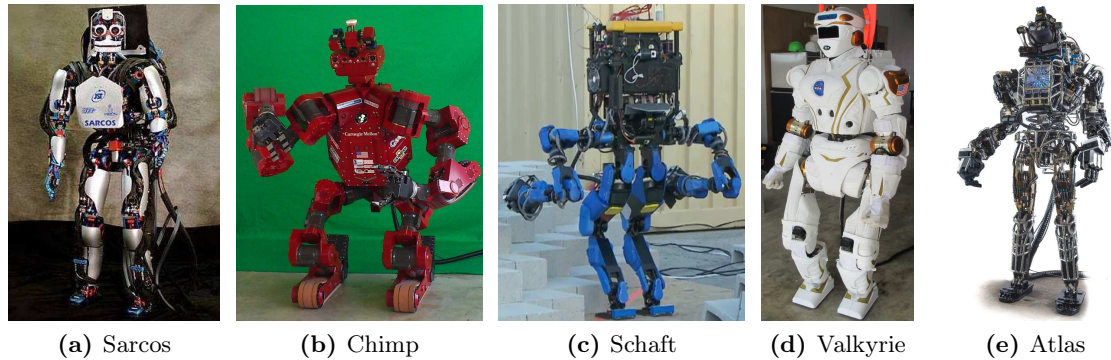 SARCOS
Carnegie Mellon
NASA
(a) Sarcos
(b) Chimp
(c) Schaft
(d) Valkyrie
(e) Atlas